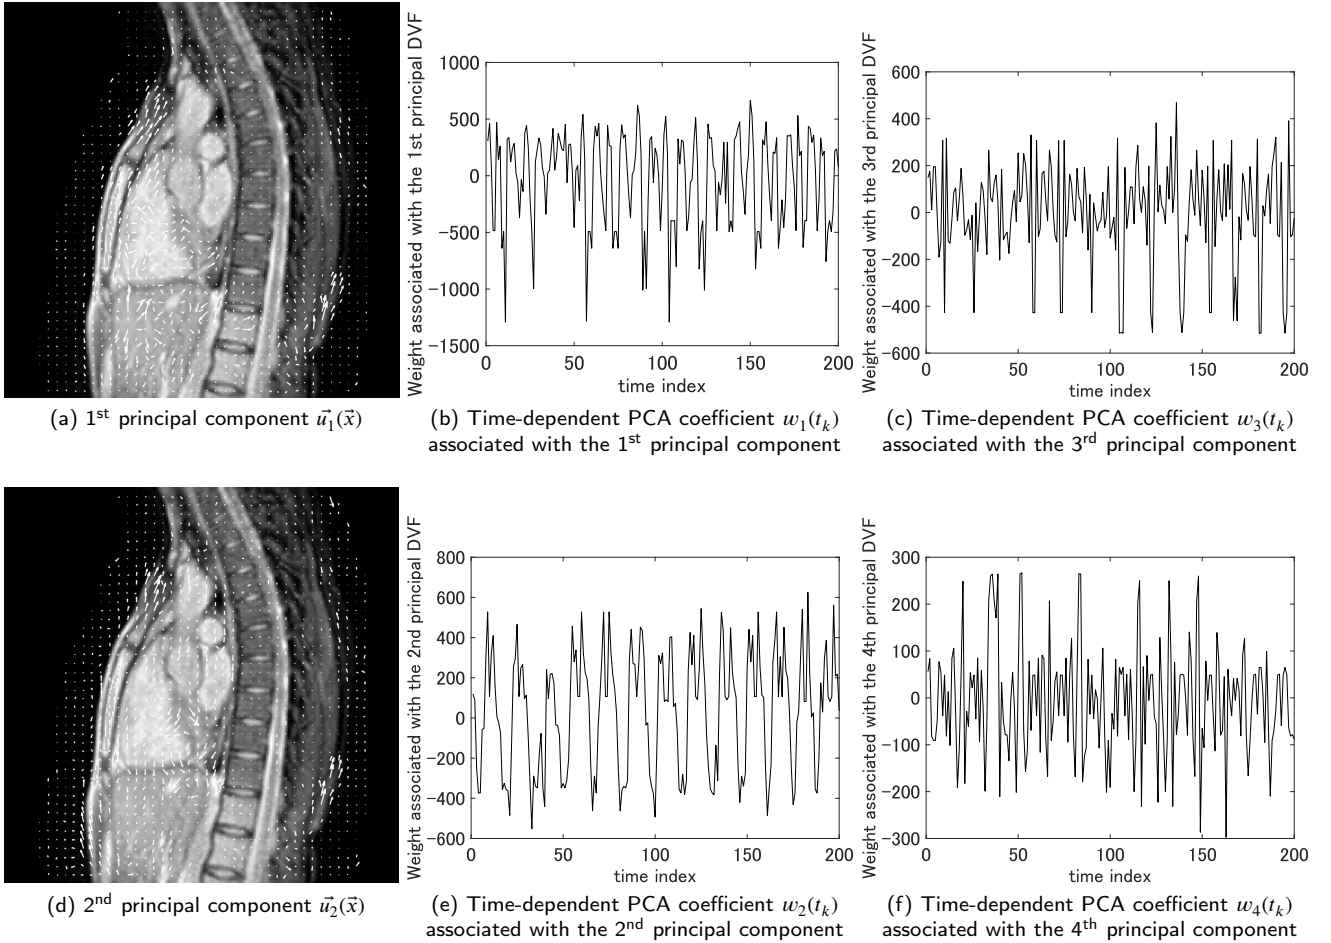 Weight associated with the 1st principal DVF
1000
500
0
−500
−1000
−1500
0 50 100 150 200
time index
Weight associated with the 3rd principal DVF
600
400
200
0
−200
−400
−600
0 50 100 150 200
time index
(a) 1st principal component u⃗1(x⃗)
(b) Time-dependent PCA coefficient w1(tk)
associated with the 1st principal component
(c) Time-dependent PCA coefficient w3(tk)
associated with the 3rd principal component
Weight associated with the 2nd principal DVF
800
600
400
200
0
−200
−400
−600
0 50 100 150 200
time index
Weight associated with the 4th principal DVF
300
200
100
0
−100
−200
−300
0 50 100 150 200
time index
(d) 2nd principal component u⃗2(x⃗)
(e) Time-dependent PCA coefficient w2(tk)
associated with the 2nd principal component
(f) Time-dependent PCA coefficient w4(tk)
associated with the 4th principal component